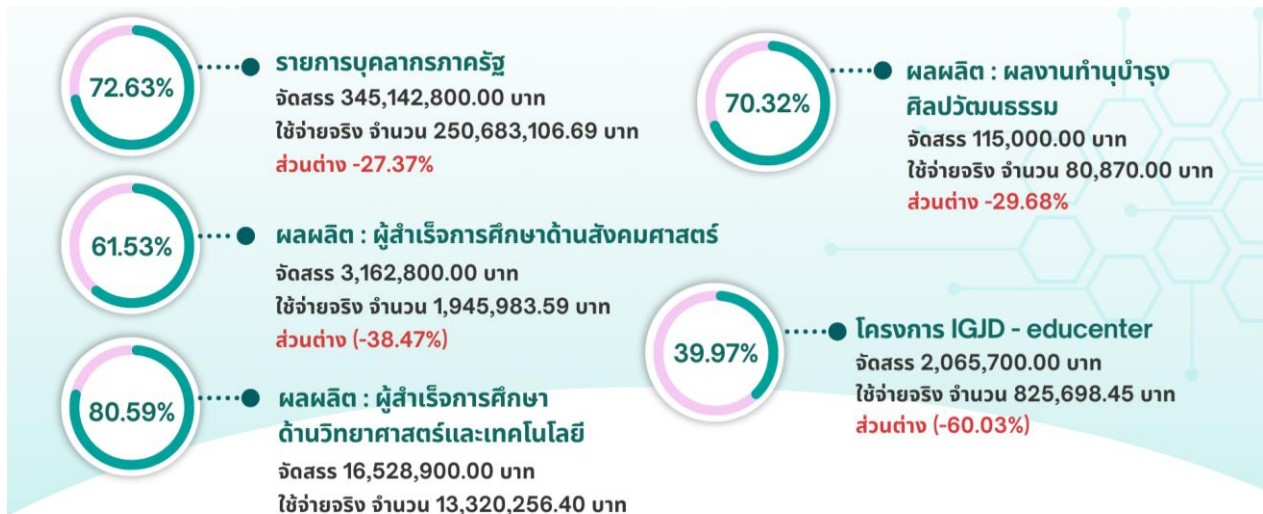 72.63%
รายการบุคลากรภาครัฐ
จัดสรร 345,142,800.00 บาท
ใช้จ่ายจริง จำนวน 250,683,106.69 บาท
ส่วนต่าง -27.37%
61.53%
ผลผลิต : ผู้สำเร็จการศึกษาด้านสังคมศาสตร์
จัดสรร 3,162,800.00 บาท
ใช้จ่ายจริง จำนวน 1,945,983.59 บาท
ส่วนต่าง (-38.47%)
80.59%
ผลผลิต : ผู้สำเร็จการศึกษา
ด้านวิทยาศาสตร์และเทคโนโลยี
จัดสรร 16,528,900.00 บาท
ใช้จ่ายจริง จำนวน 13,320,256.40 บาท
70.32%
ผลผลิต : ผลงานทำนุบำรุง
ศิลปวัฒนธรรม
จัดสรร 115,000.00 บาท
ใช้จ่ายจริง จำนวน 80,870.00 บาท
ส่วนต่าง -29.68%
39.97%
โครงการ IGJD - educenter
จัดสรร 2,065,700.00 บาท
ใช้จ่ายจริง จำนวน 825,698.45 บาท
ส่วนต่าง (-60.03%)